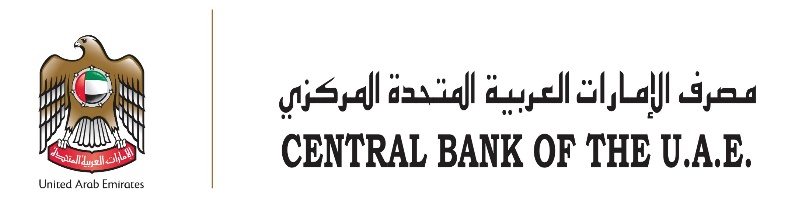 الإمارات العربية المتحدة
United Arab Emirates
مصرف الإمارات العربية المتحدة المركزي
CENTRAL BANK OF THE U.A.E.